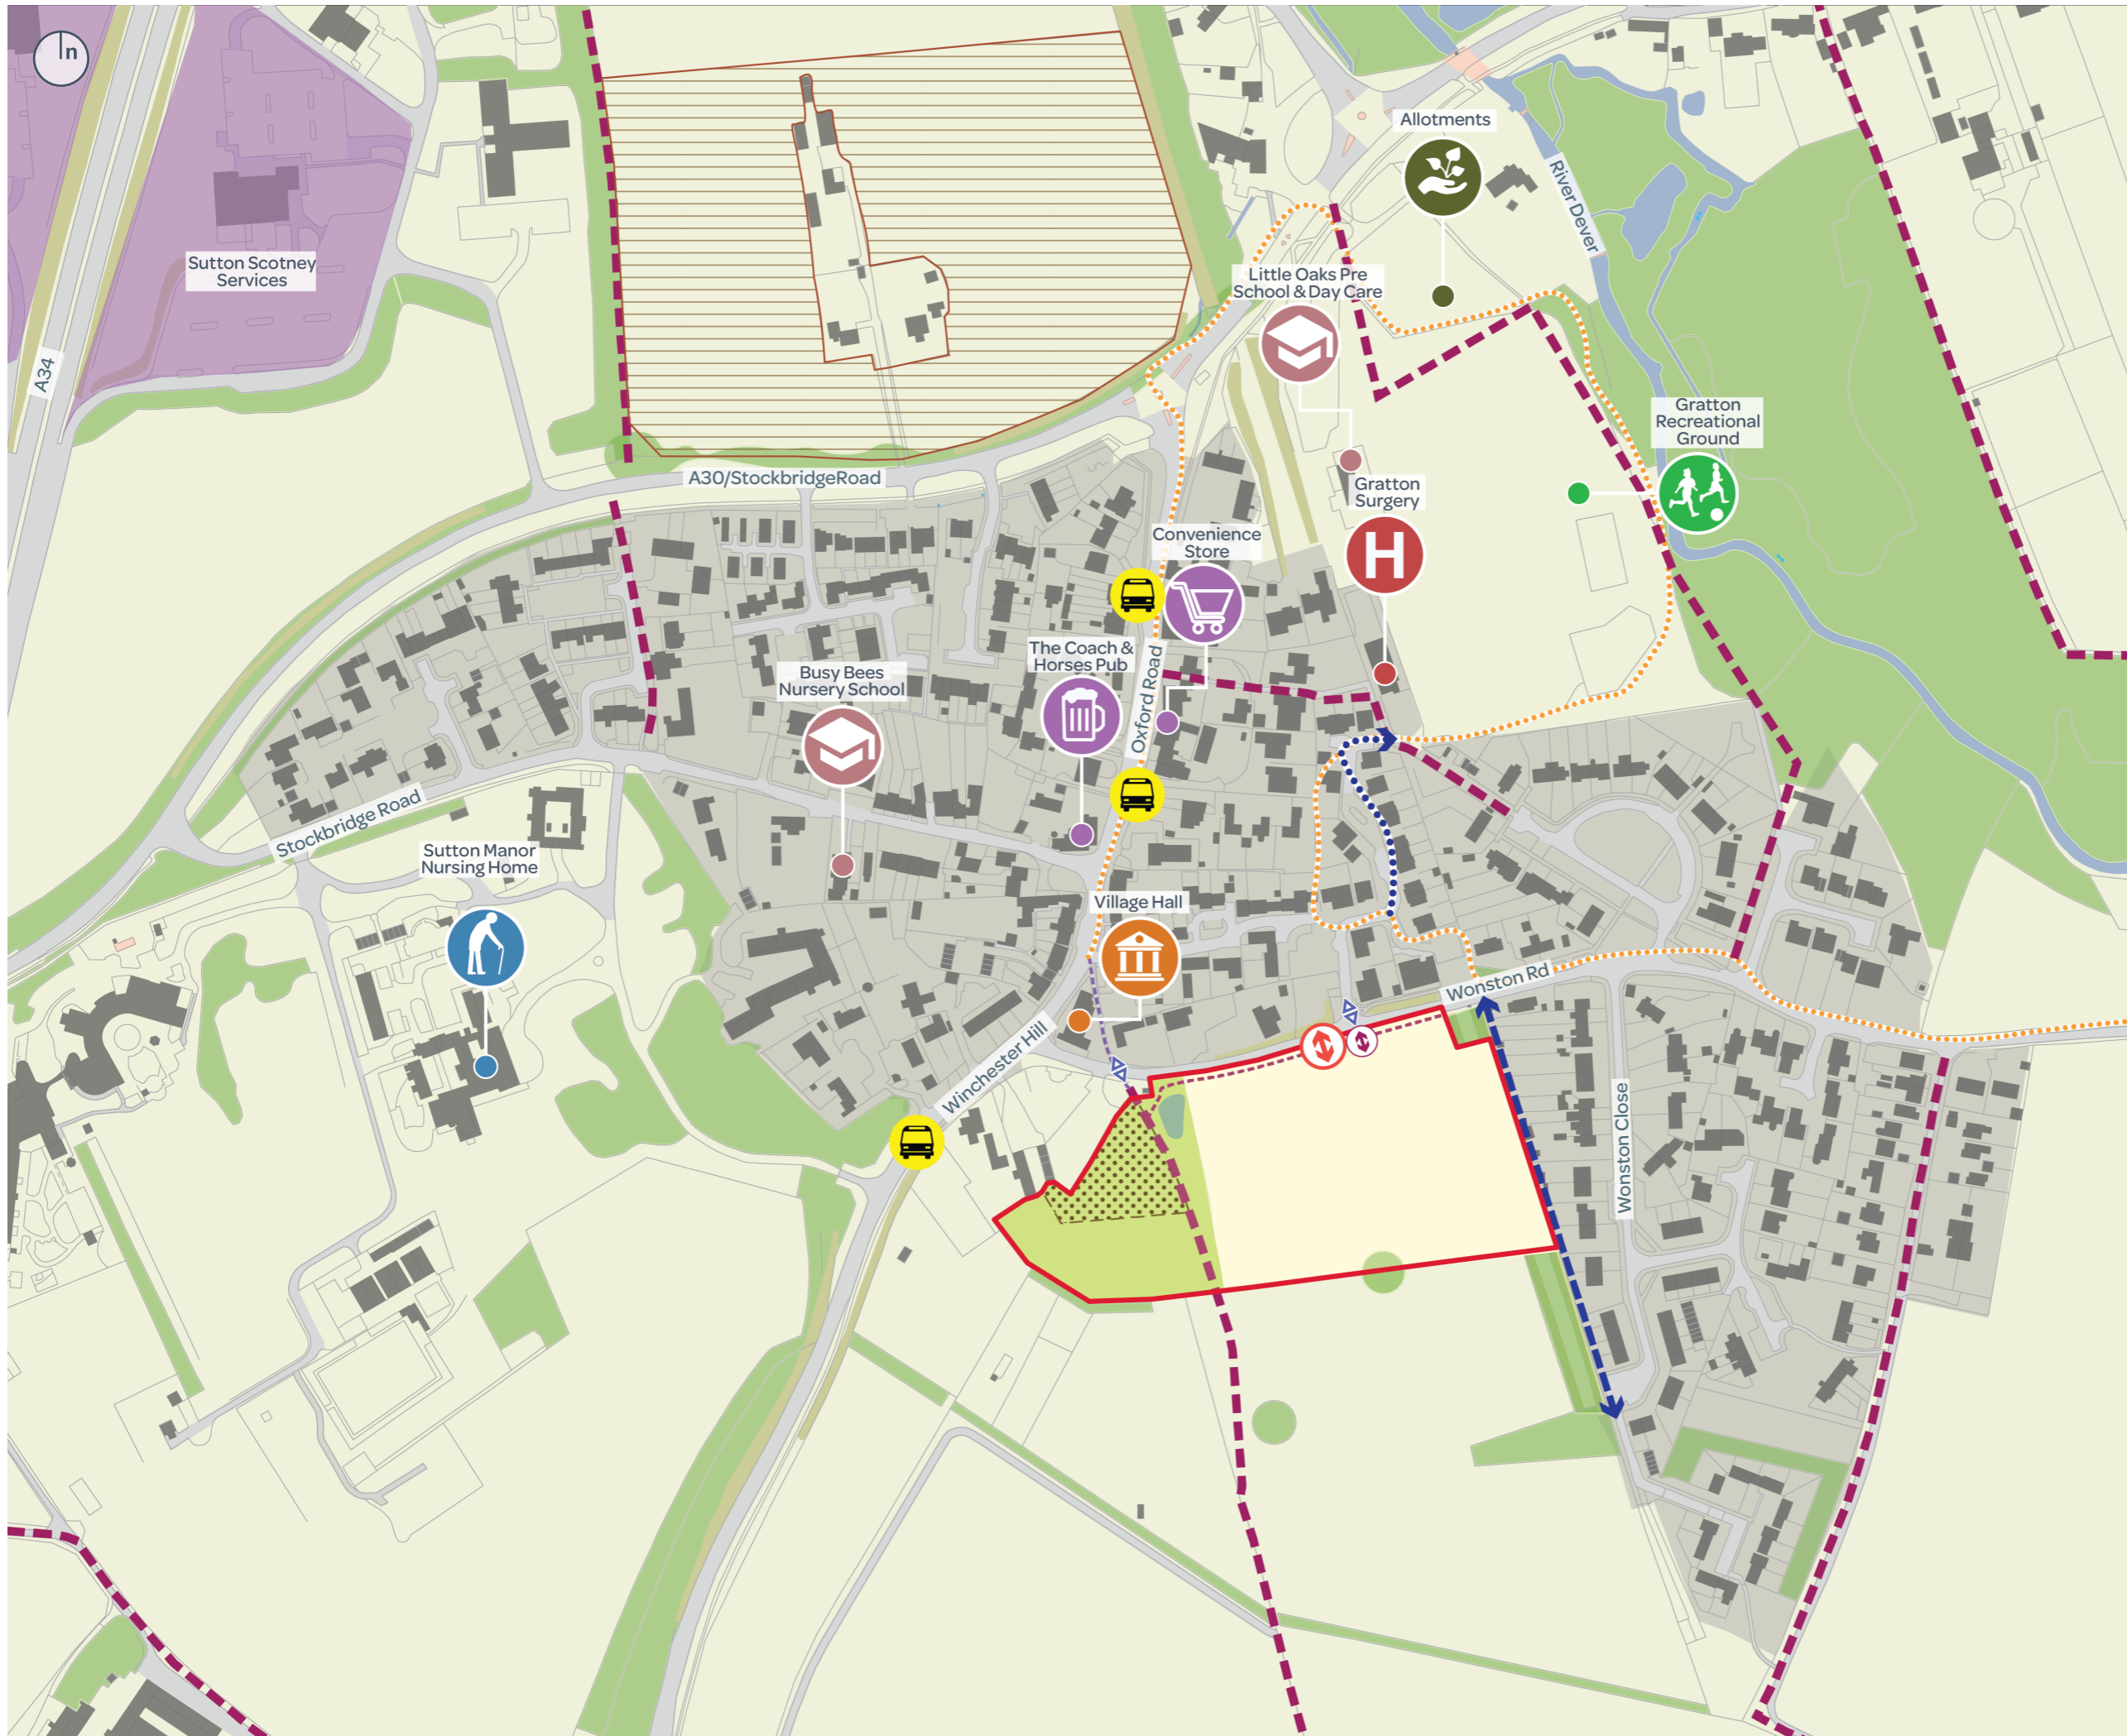 n
Allotments
River Dever
Sutton Scotney
Services
Little Oaks Pre
School & Day Care
A34
Gratton
Recreational
Ground
A30/StockbridgeRoad
Gratton
Surgery
H
Convenience
Store
The Coach &
Horses Pub
Busy Bees
Nursery School
Oxford Road
Stockbridge Road
Sutton Manor
Nursing Home
Village Hall
Wonston Rd
Winchester Hill
Wonston Close